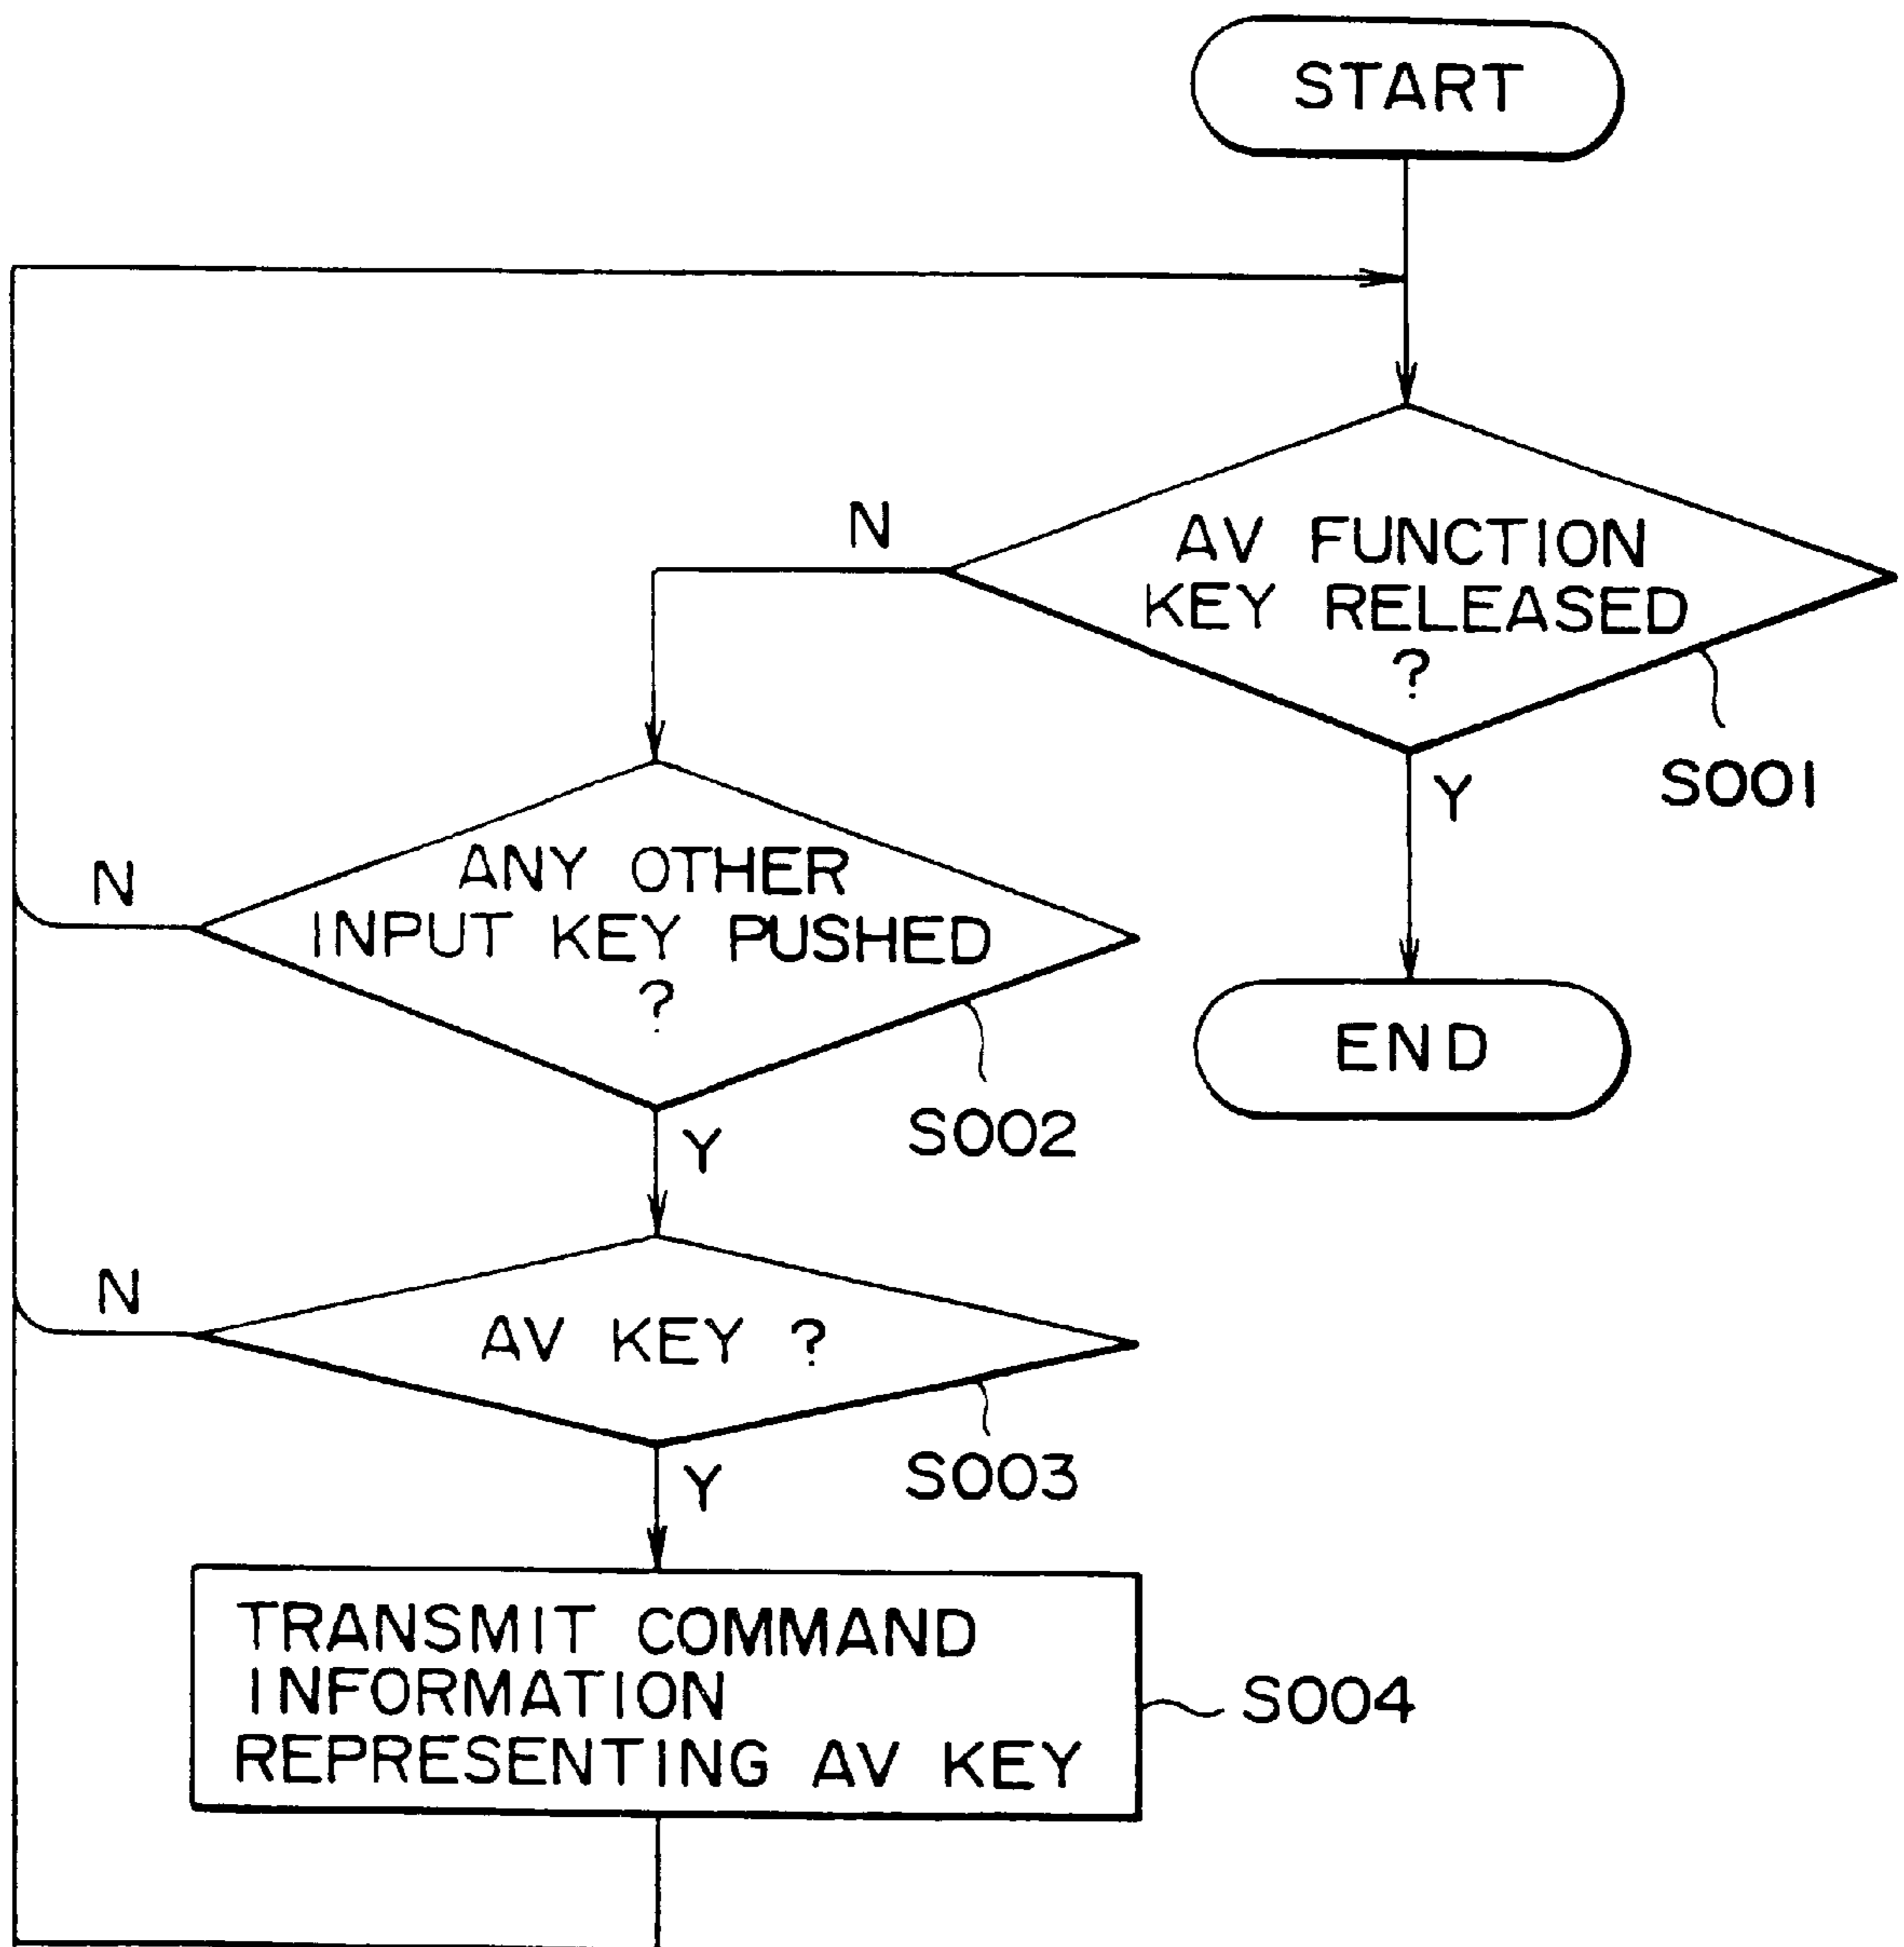 START
N
AV FUNCTION
KEY RELEASED
?
Y
S001
N
ANY OTHER
INPUT KEY PUSHED
?
END
S002
Y
N
AV KEY ?
S003
Y
TRANSMIT COMMAND
INFORMATION
REPRESENTING AV KEY
S004